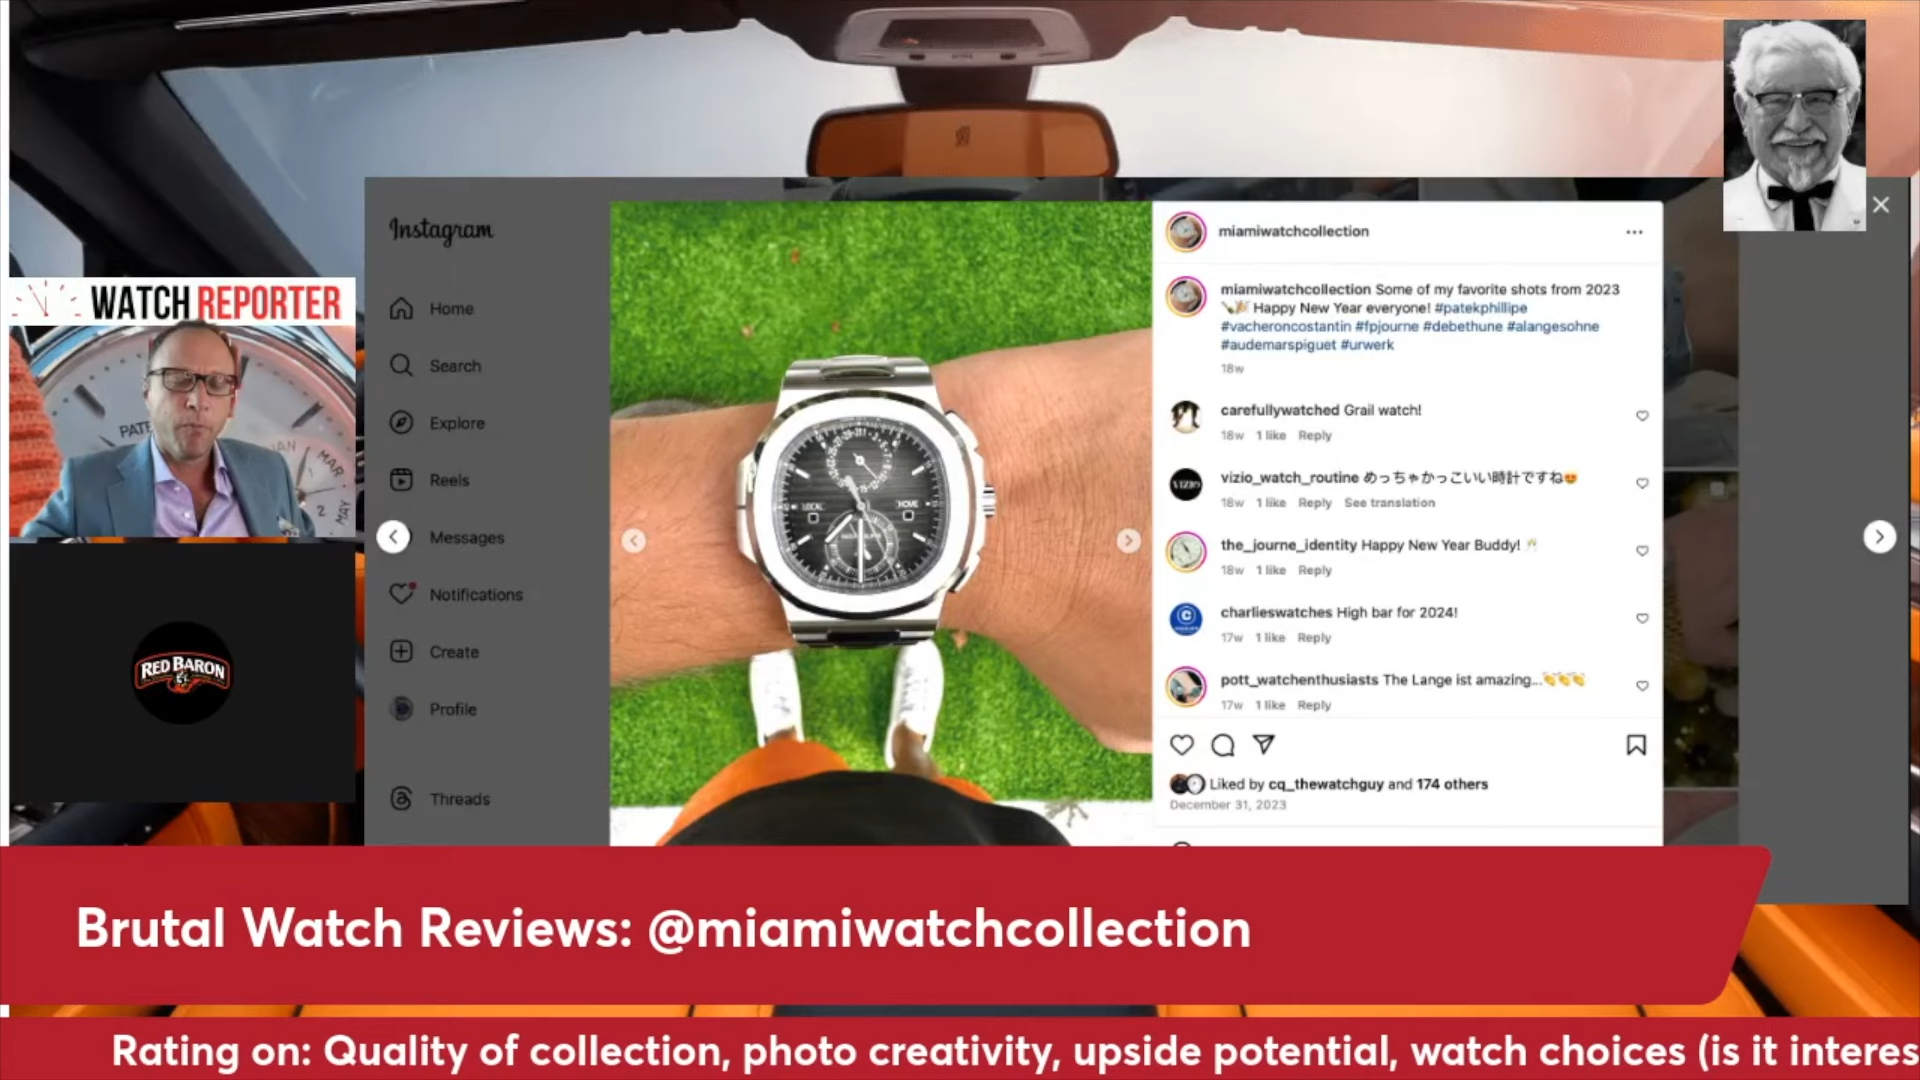 WATCH REPORTER
PATE
JAN
MAR
MAY
2
RED BARON
Instagram
Home
Search
Explore
Reels
Messages
Notifications
Create
Profile
Threads
LOCAL
HOME
miamiwatchcollection
miamiwatchcollection Some of my favorite shots from 2023
🍾🎉 Happy New Year everyone! #patekphillipe
#vacheroncostantin #fpjourne #debethune #alangesohne
#audemarspiguet #urwerk
18w
carefullywatched Grail watch!
18w 1 like Reply
VIZIO
vizio_watch_routine めっちゃかっこいい時計ですね😍
18w 1 like Reply See translation
the_journe_identity Happy New Year Buddy! 🥂
18w 1 like Reply
charlieswatches High bar for 2024!
17w 1 like Reply
pott_watchenthusiasts The Lange ist amazing...👏👏👏
17w 1 like Reply
Liked by cq_thewatchguy and 174 others
December 31, 2023
Brutal Watch Reviews: @miamiwatchcollection
Rating on: Quality of collection, photo creativity, upside potential, watch choices (is it interes